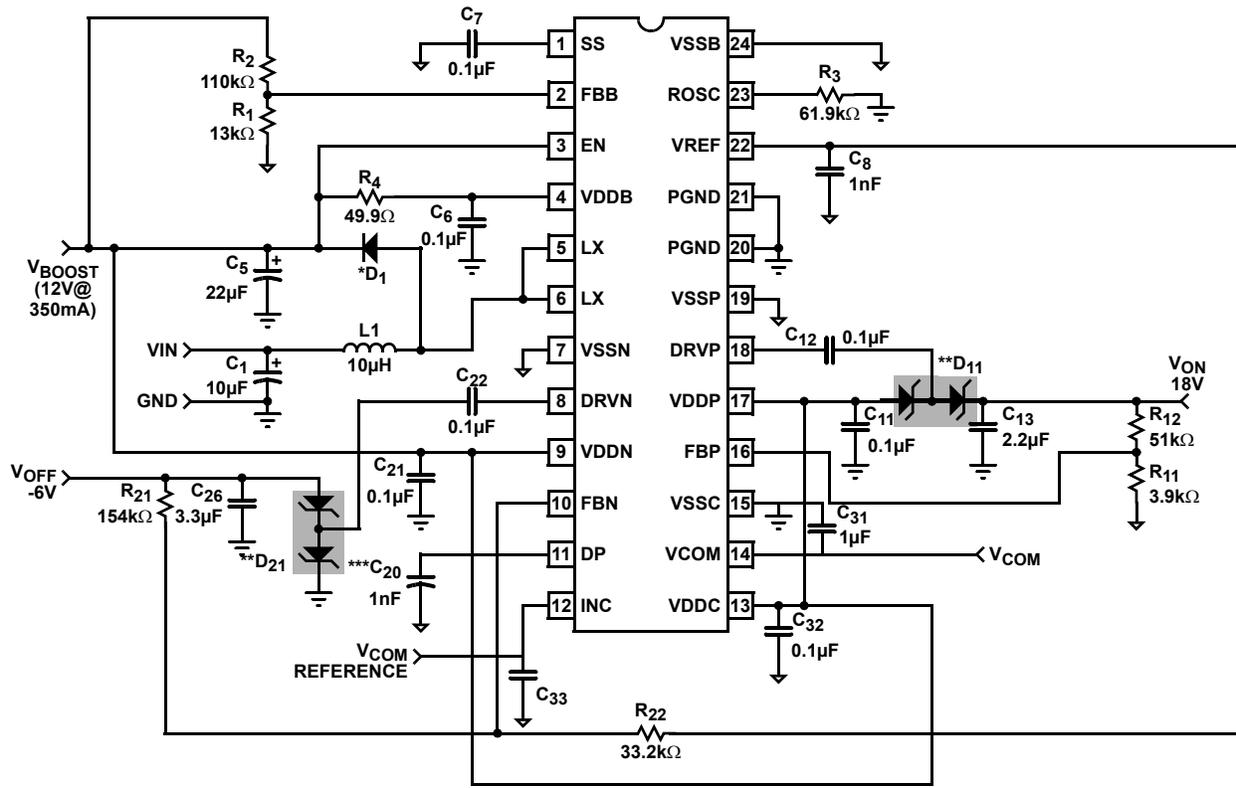 C7
0.1µF
R2
110kΩ
R1
13kΩ
R4
49.9Ω
C6
0.1µF
VBOOST
(12V@
350mA)
C5
22µF
*D1
VIN
L1
10µH
C1
10µF
GND
C22
0.1µF
VOFF
-6V
R21
154kΩ
C26
3.3µF
**D21
C21
0.1µF
***C20
1nF
VCOM
REFERENCE
C33
1 SS
2 FBB
3 EN
4 VDDB
5 LX
6 LX
7 VSSN
8 DRVN
9 VDDN
10 FBN
11 DP
12 INC
VSSB 24
ROSC 23
VREF 22
PGND 21
PGND 20
VSSP 19
DRVP 18
VDDP 17
FBP 16
VSSC 15
VCOM 14
VDDC 13
R3
61.9kΩ
C8
1nF
C12 0.1µF
**D11
VON
18V
C11
0.1µF
C13
2.2µF
R12
51kΩ
R11
3.9kΩ
C31
1µF
VCOM
C32
0.1µF
R22
33.2kΩ